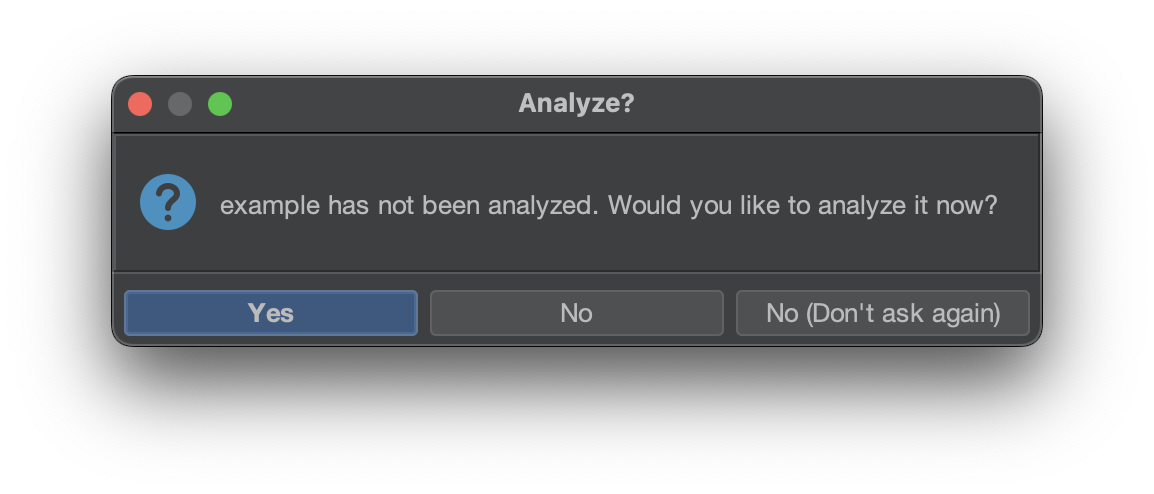 Analyze?
example has not been analyzed. Would you like to analyze it now?
Yes No No (Don't ask again)